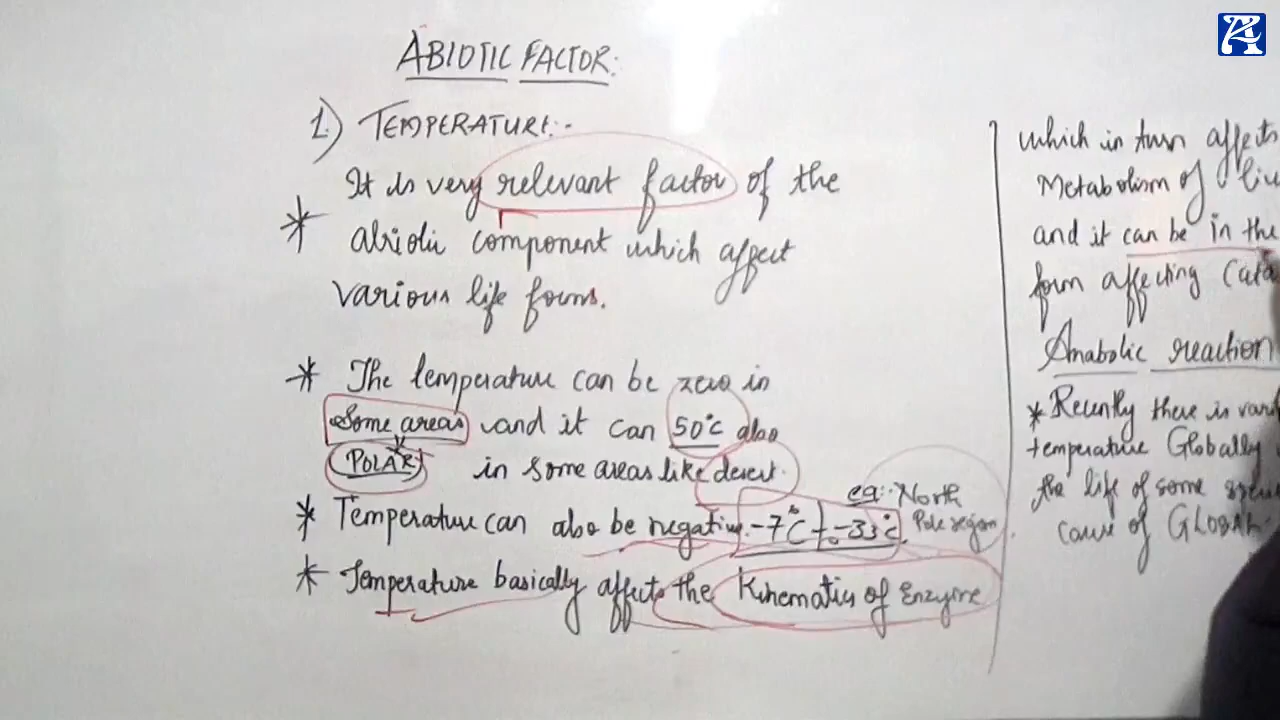 ABIOTIC FACTOR:
1) TEMPERATURE:-
It is very relevant factor of the
* abiotic component which affect
various life forms.
* The temperature can be zero in
some areas and it can 50°C also
POLAR in some areas like desert.
eg:- North
* Temperature can also be negative. -7°C to -33°C Pole region
* Temperature basically affects the Kinematics of Enzyme
which in turn affects
Metabolism of
and it can be in the
form affecting
Anabolic reaction
* Recently there is
temperature Globally
the life of some
cause of